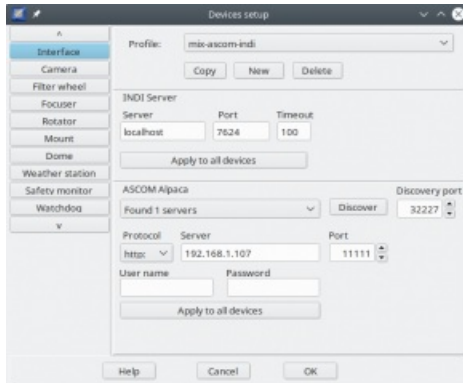 Devices setup
Interface
Camera
Filter wheel
Focuser
Rotator
Mount
Dome
Weather station
Safety monitor
Watchdog
Profile: mix-ascom-indi
Copy New Delete
INDI Server
Server Port Timeout
localhost 7624 100
Apply to all devices
ASCOM Alpaca Discovery port
Found 1 servers Discover 32227
Protocol Server Port
http: 192.168.1.107 11111
User name Password
Apply to all devices
Help Cancel OK